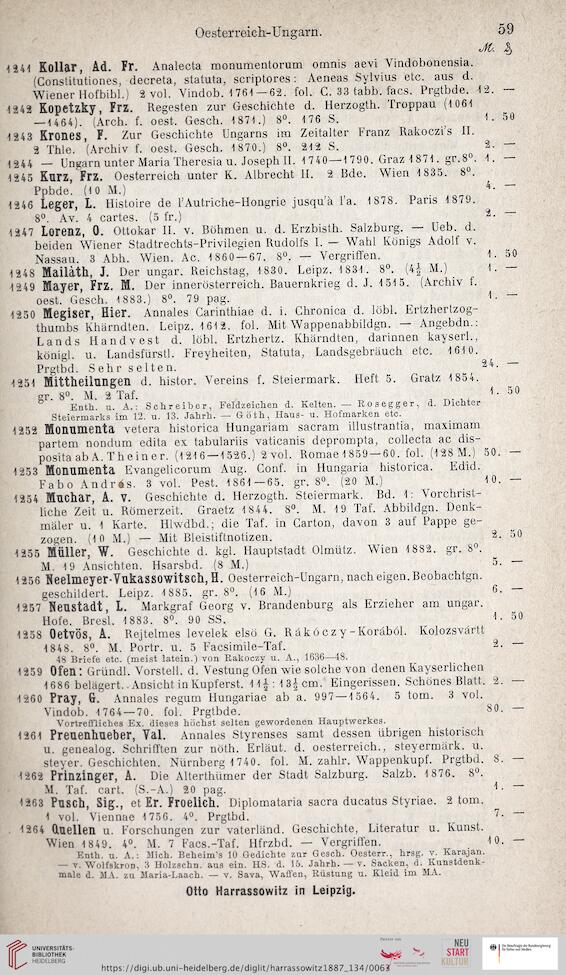 Oesterreich-Ungarn. 59
ℳ. ₰
1241 Kollar, Ad. Fr. Analecta monumentorum omnis aevi Vindobonensia.
(Constitutiones, decreta, statuta, scriptores: Aeneas Sylvius etc. aus d.
Wiener Hofbibl.) 2 vol. Vindob. 1761—62. fol. C. 33 tabb. facs. Prgtbde. 12. —
1242 Kopetzky, Frz. Regesten zur Geschichte d. Herzogth. Troppau (1061
—1464). (Arch. f. oest. Gesch. 1871.) 8⁰. 176 S. 1. 50
1243 Krones, F. Zur Geschichte Ungarns im Zeitalter Franz Rakoczi's II.
2 Thle. (Archiv f. oest. Gesch. 1870.) 8⁰. 212 S. 2. —
1244 — Ungarn unter Maria Theresia u. Joseph II. 1740—1790. Graz 1871. gr. 8⁰. 1. —
1245 Kurz, Frz. Oesterreich unter K. Albrecht II. 2 Bde. Wien 1835. 8⁰.
Ppbde. (10 M.) 4. —
1246 Leger, L. Histoire de l'Autriche-Hongrie jusqu'à l'a. 1878. Paris 1879.
8⁰. Av. 4 cartes. (5 fr.) 2. —
1247 Lorenz, O. Ottokar II. v. Böhmen u. d. Erzbisth. Salzburg. — Ueb. d.
beiden Wiener Stadtrechts-Privilegien Rudolfs I. — Wahl Königs Adolf v.
Nassau. 3 Abh. Wien. Ac. 1860—67. 8⁰. — Vergriffen. 1. 50
1248 Mailàth, J. Der ungar. Reichstag, 1830. Leipz. 1831. 8⁰. (4½ M.) 1. —
1249 Mayer, Frz. M. Der innerösterreich. Bauernkrieg d. J. 1515. (Archiv f.
oest. Gesch. 1883.) 8⁰. 79 pag. 1. —
1250 Megiser, Hier. Annales Carinthiae d. i. Chronica d. löbl. Ertzhertzog-
thumbs Khärndten. Leipz. 1612. fol. Mit Wappenabbildgn. — Angebdn.:
Lands Handvest d. löbl. Ertzhertz. Khärndten, darinnen kayserl.,
königl. u. Landsfürstl. Freyheiten, Statuta, Landsgebräuch etc. 1610.
Prgtbd. Sehr selten. 24. —
1251 Mittheilungen d. histor. Vereins f. Steiermark. Heft 5. Gratz 1854.
gr. 8⁰. M. 2 Taf. 1. 50
Enth. u. A.: Schreiber, Feldzeichen d. Kelten. — Rosegger, d. Dichter
Steiermarks im 12. u. 13. Jahrh. — Göth, Haus- u. Hofmarken etc.
1252 Monumenta vetera historica Hungariam sacram illustrantia, maximam
partem nondum edita ex tabulariis vaticanis deprompta, collecta ac dis-
posita ab A. Theiner. (1216—1526.) 2 vol. Romae 1859—60. fol. (128 M.) 50. —
1253 Monumenta Evangelicorum Aug. Conf. in Hungaria historica. Edid.
Fabo Andrés. 3 vol. Pest. 1861—65. gr. 8⁰. (20 M.) 10. —
1254 Muchar, A. v. Geschichte d. Herzogth. Steiermark. Bd. 1: Vorchrist-
liche Zeit u. Römerzeit. Graetz 1844. 8⁰. M. 19 Taf. Abbildgn. Denk-
mäler u. 1 Karte. Hlwdbd.; die Taf. in Carton, davon 3 auf Pappe ge-
zogen. (10 M.) — Mit Bleistiftnotizen. 2. 50
1255 Müller, W. Geschichte d. kgl. Hauptstadt Olmütz. Wien 1882. gr. 8⁰.
M. 19 Ansichten. Hsarsbd. (8 M.) 5. —
1256 Neelmeyer-Vukassowitsch, H. Oesterreich-Ungarn, nach eigen. Beobachtgn.
geschildert. Leipz. 1885. gr. 8⁰. (16 M.) 6. —
1257 Neustadt, L. Markgraf Georg v. Brandenburg als Erzieher am ungar.
Hofe. Bresl. 1883. 8⁰. 90 SS. 1. 50
1258 Oetvös, A. Rejtelmes levelek elsö G. Rákóczy-Korából. Kolozsvártt
1848. 8⁰. M. Portr. u. 5 Facsimile-Taf. 2. —
48 Briefe etc. (meist latein.) von Rakoczy u. A., 1636—48.
1259 Ofen: Gründl. Vorstell. d. Vestung Ofen wie solche von denen Kayserlichen
1686 belägert.. Ansicht in Kupferst. 11½ : 13½ cm. Eingerissen. Schönes Blatt. 2. —
1260 Pray, G. Annales regum Hungariae ab a. 997—1564. 5 tom. 3 vol.
Vindob. 1764—70. fol. Prgtbde. 80. —
Vortreffliches Ex. dieses höchst selten gewordenen Hauptwerkes.
1261 Preuenhueber, Val. Annales Styrenses samt dessen übrigen historisch
u. genealog. Schrifften zur nöth. Erläut. d. oesterreich., steyermärk. u.
steyer. Geschichten. Nürnberg 1740. fol. M. zahlr. Wappenkupf. Prgtbd. 8. —
1262 Prinzinger, A. Die Alterthümer der Stadt Salzburg. Salzb. 1876. 8⁰.
M. Taf. cart. (S.-A.) 20 pag. 1. —
1263 Pusch, Sig., et Er. Froelich. Diplomataria sacra ducatus Styriae. 2 tom.
1 vol. Viennae 1756. 4⁰. Prgtbd. 7. —
1264 Quellen u. Forschungen zur vaterländ. Geschichte, Literatur u. Kunst.
Wien 1849. 4⁰. M. 7 Facs.-Taf. Hfrzbd. — Vergriffen. 10. —
Enth. u. A.: Mich. Beheim's 10 Gedichte zur Gesch. Oesterr., hrsg. v. Karajan.
— v. Wolfskron, 3 Holzschn. aus ein. HS. d. 15. Jahrh. — v. Sacken, d. Kunstdenk-
male d. MA. zu Maria-Laach. — v. Sava, Waffen, Rüstung u. Kleid im MA.
Otto Harrassowitz in Leipzig.
UNIVERSITÄTS-
BIBLIOTHEK
HEIDELBERG
NEU
START
KULTUR
https://digi.ub.uni-heidelberg.de/diglit/harrassowitz1887_134/0063